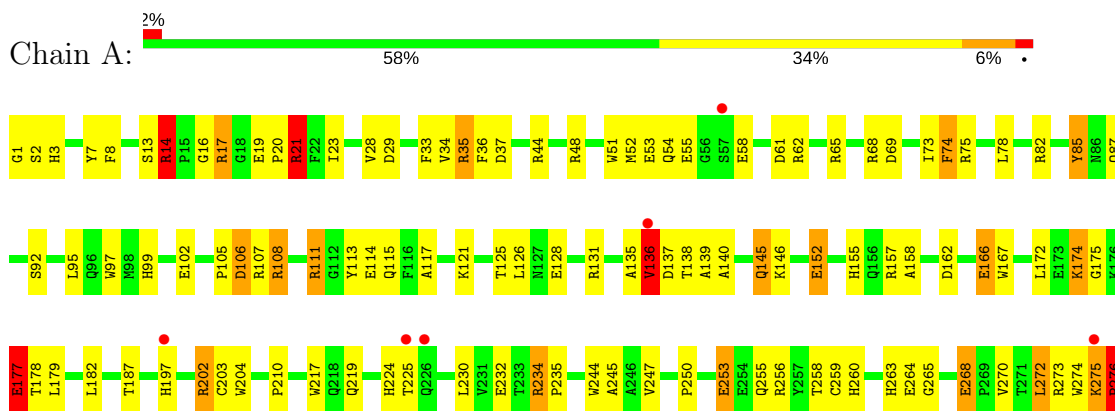 2%
Chain A:
58% 34% 6% •
G1 S2 H3 Y7 F8 S13 R14 P15 G16 R17 G18 E19 P20 R21 F22 I23 V28 D29 F33 V34 R35 F36 D37 R44 R48 W51 M52 E53 Q54 E55 G56 S57 E58 D61 R62 R65 R68 D69 I73 F74 R75 L78 R82 Y85 N86
S92 L95 Q96 W97 M98 H99 E102 P105 D106 R107 R108 R111 G112 Y113 E114 Q115 F116 A117 K121 T125 L126 N127 E128 R131 A135 V136 D137 T138 A139 A140 Q145 K146 E152 H155 Q156 R157 A158 D162 E166 W167 L172 E173 K174 G175 K176
E177 T178 L179 L182 T187 H197 R202 C203 W204 P210 W217 Q218 Q219 H224 T225 Q226 L230 V231 E232 T233 R234 P235 W244 A245 A246 V247 P250 E253 E254 Q255 R256 Y257 T258 C259 H260 H263 E264 G265 E268 P269 V270 T271 L272 R273 W274 K275